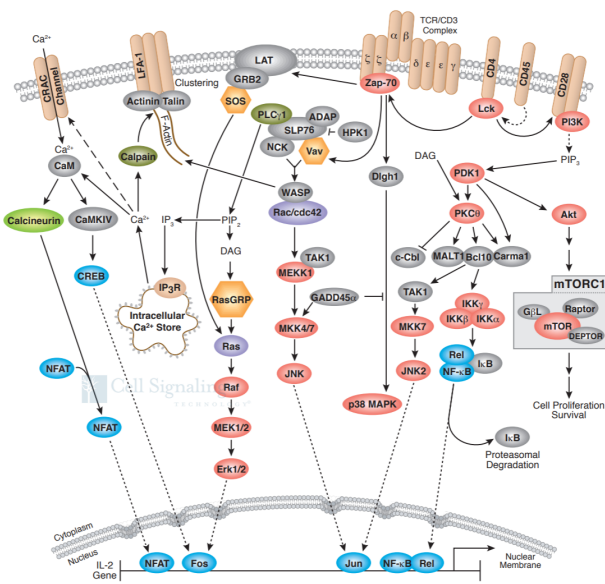 TCR/CD3
Complex
α β
ζ ζ
δ ε ε γ
CD4
CD45
CD28
Ca²⁺
CRAC
Channel
LFA-1
Clustering
LAT
GRB2
SOS
Zap-70
Lck
PI3K
Actinin Talin
F-Actin
PLCγ1
ADAP
SLP76
HPK1
NCK
Vav
Ca²⁺
CaM
Calpain
Dlgh1
DAG
PIP₃
PDK1
WASP
Rac/cdc42
Calcineurin
CaMKIV
Ca²⁺
IP₃
PIP₂
PKCθ
Akt
DAG
c-Cbl
MALT1
Bcl10
Carma1
TAK1
MEKK1
CREB
IP₃R
Intracellular
Ca²⁺ Store
RasGRP
GADD45α
TAK1
IKKγ
IKKβ
IKKα
mTORC1
GβL
Raptor
mTOR
DEPTOR
MKK4/7
MKK7
Ras
Rel
NF-κB
IκB
NFAT
JNK
JNK2
Cell Signaling
TECHNOLOGY®
Raf
p38 MAPK
Cell Proliferation
Survival
NFAT
MEK1/2
IκB
Proteasomal
Degradation
Erk1/2
Cytoplasm
Nucleus
Nuclear
Membrane
IL-2
Gene
NFAT
Fos
Jun
NF-κB
Rel